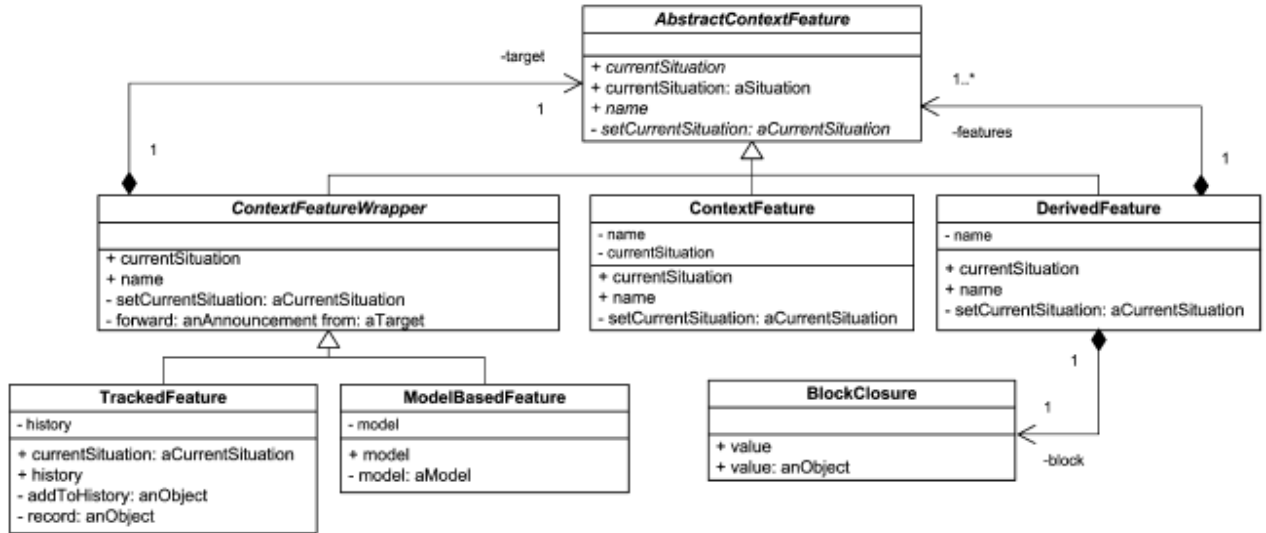 AbstractContextFeature
+ currentSituation
+ currentSituation: aSituation
+ name
- setCurrentSituation: aCurrentSituation
-target
1
1
1..*
-features
1
ContextFeatureWrapper
+ currentSituation
+ name
- setCurrentSituation: aCurrentSituation
- forward: anAnnouncement from: aTarget
ContextFeature
- name
- currentSituation
+ currentSituation
+ name
- setCurrentSituation: aCurrentSituation
DerivedFeature
- name
+ currentSituation
+ name
- setCurrentSituation: aCurrentSituation
1
1
-block
TrackedFeature
- history
+ currentSituation: aCurrentSituation
+ history
- addToHistory: anObject
- record: anObject
ModelBasedFeature
- model
+ model
- model: aModel
BlockClosure
+ value
+ value: anObject